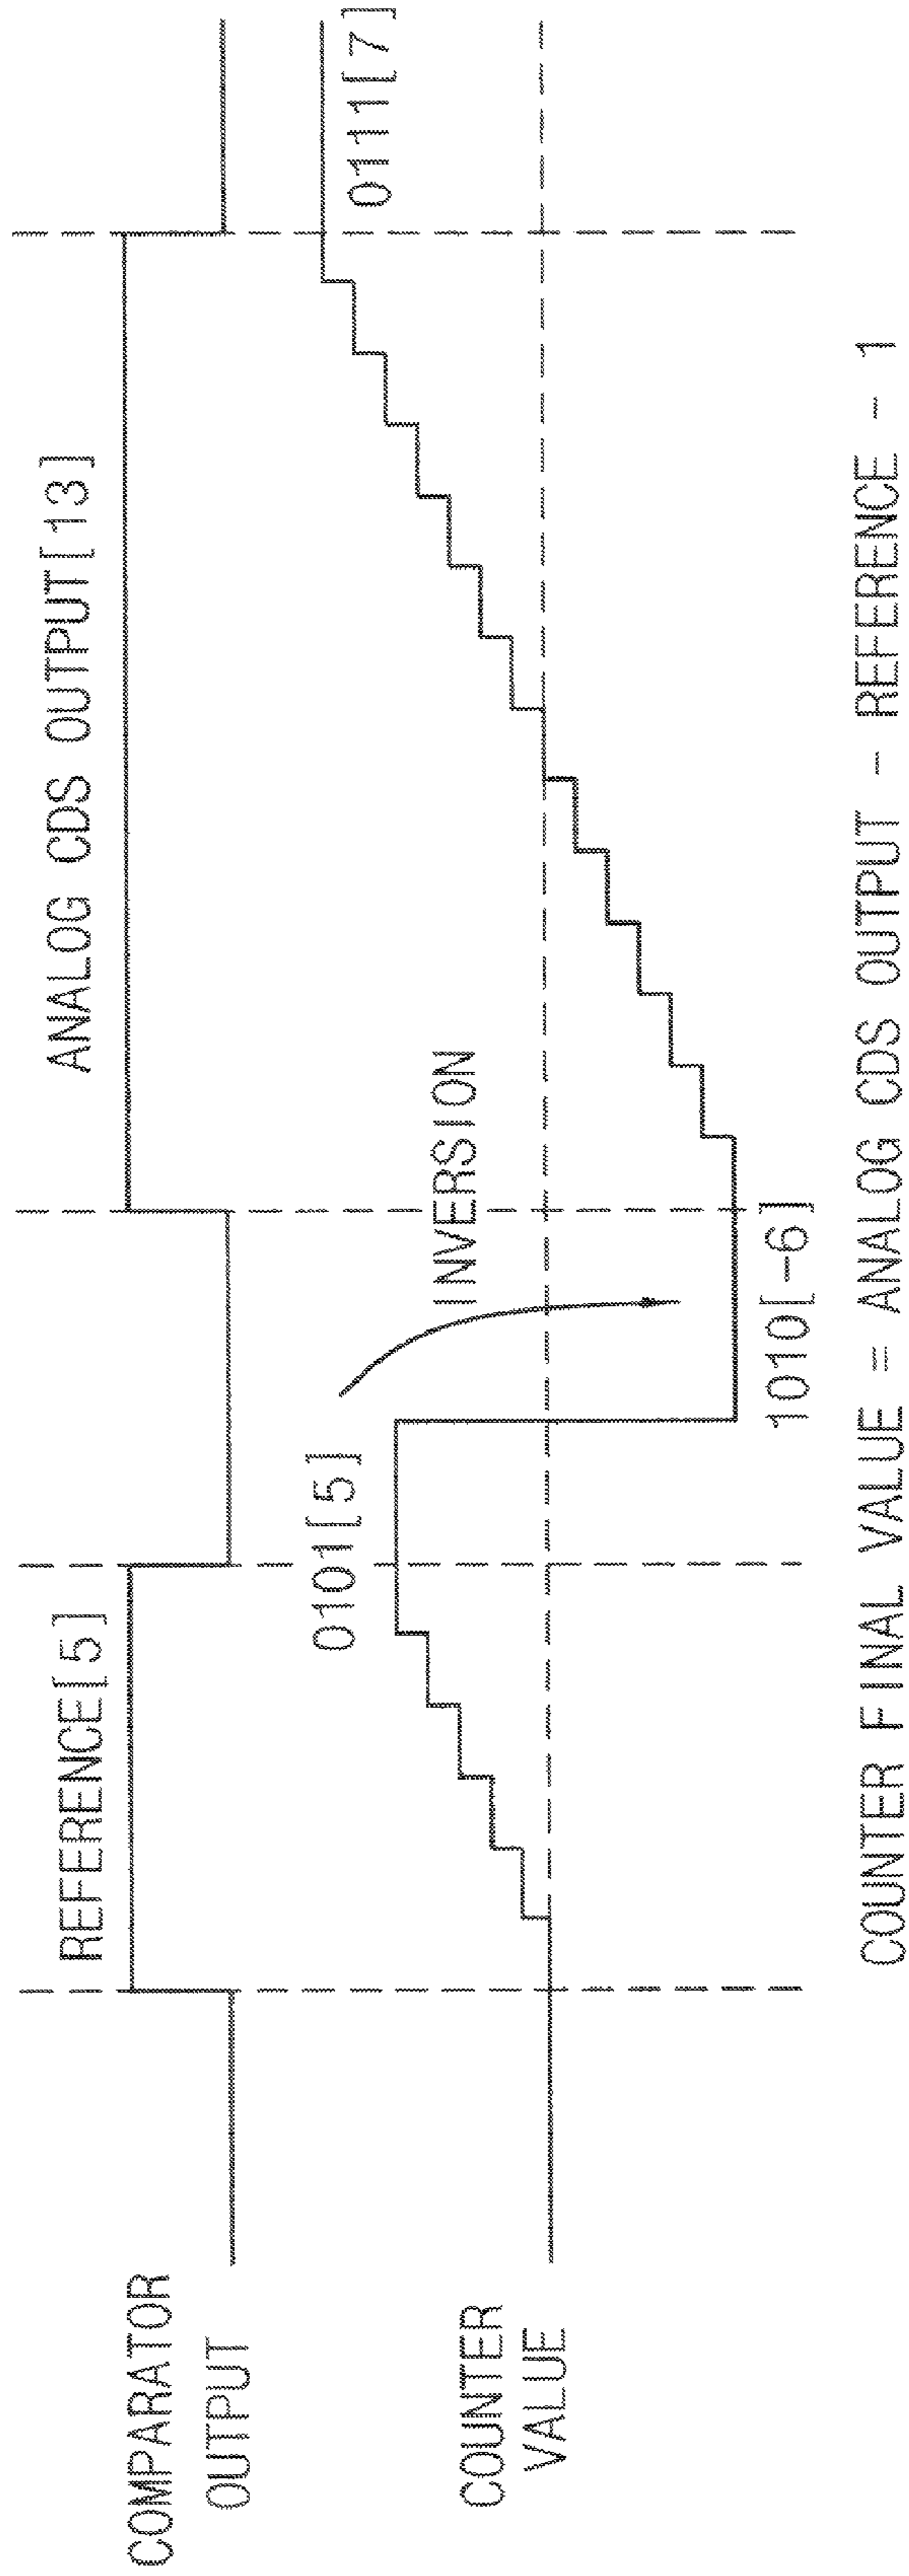 REFERENCE[5]
ANALOG CDS OUTPUT[13]
COMPARATOR
OUTPUT
0101[5]
0111[7]
INVERSION
COUNTER
VALUE
1010[-6]
COUNTER FINAL VALUE = ANALOG CDS OUTPUT - REFERENCE - 1